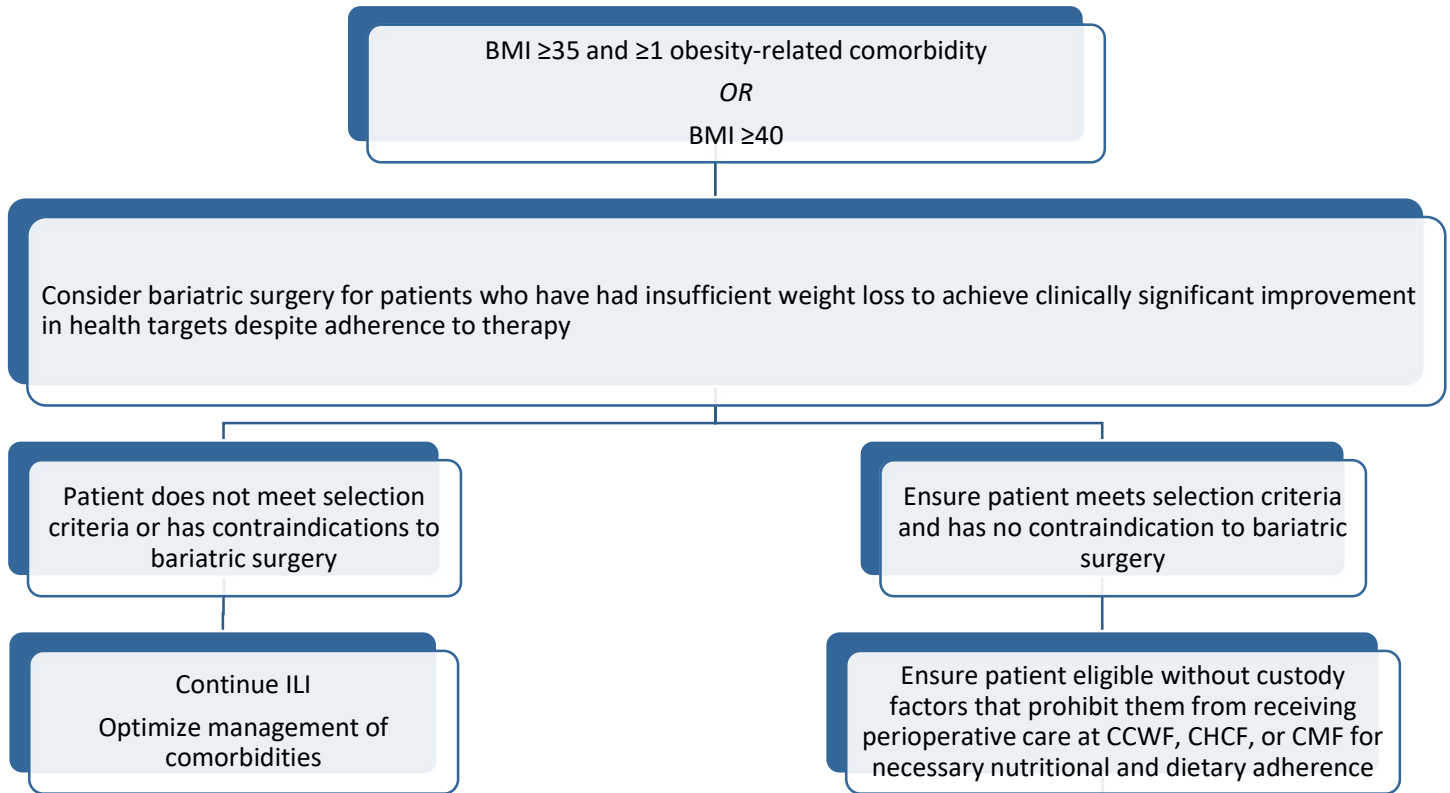 BMI ≥35 and ≥1 obesity-related comorbidity
OR
BMI ≥40
Consider bariatric surgery for patients who have had insufficient weight loss to achieve clinically significant improvement
in health targets despite adherence to therapy
Patient does not meet selection
criteria or has contraindications to
bariatric surgery
Ensure patient meets selection criteria
and has no contraindication to bariatric
surgery
Continue ILI
Optimize management of
comorbidities
Ensure patient eligible without custody
factors that prohibit them from receiving
perioperative care at CCWF, CHCF, or CMF for
necessary nutritional and dietary adherence